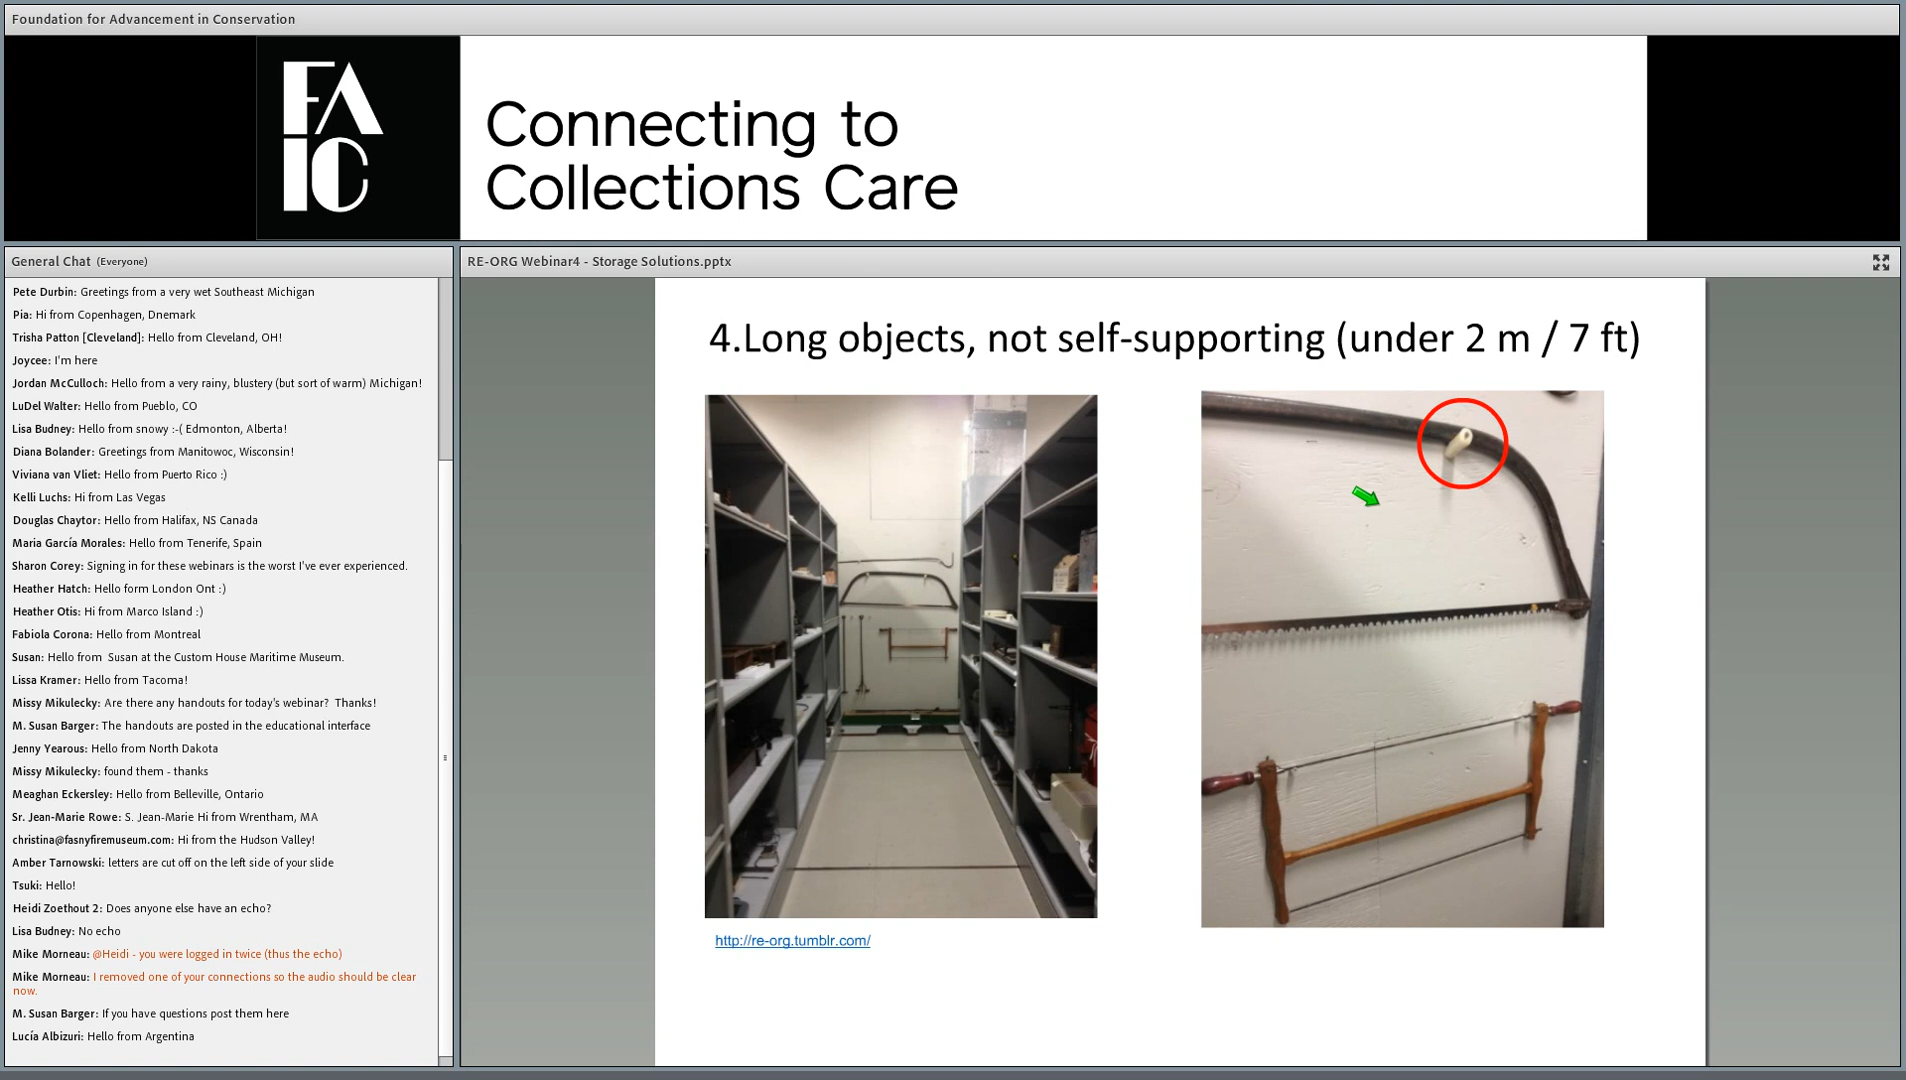 Foundation for Advancement in Conservation
FA
IC
Connecting to
Collections Care
General Chat (Everyone)
Pete Durbin: Greetings from a very wet Southeast Michigan
Pia: Hi from Copenhagen, Dnemark
Trisha Patton [Cleveland]: Hello from Cleveland, OH!
Joycee: I'm here
Jordan McCulloch: Hello from a very rainy, blustery (but sort of warm) Michigan!
LuDel Walter: Hello from Pueblo, CO
Lisa Budney: Hello from snowy :-( Edmonton, Alberta!
Diana Bolander: Greetings from Manitowoc, Wisconsin!
Viviana van Vliet: Hello from Puerto Rico :)
Kelli Luchs: Hi from Las Vegas
Douglas Chaytor: Hello from Halifax, NS Canada
Maria García Morales: Hello from Tenerife, Spain
Sharon Corey: Signing in for these webinars is the worst I've ever experienced.
Heather Hatch: Hello form London Ont :)
Heather Otis: Hi from Marco Island :)
Fabiola Corona: Hello from Montreal
Susan: Hello from Susan at the Custom House Maritime Museum.
Lissa Kramer: Hello from Tacoma!
Missy Mikulecky: Are there any handouts for today's webinar? Thanks!
M. Susan Barger: The handouts are posted in the educational interface
Jenny Yearous: Hello from North Dakota
Missy Mikulecky: found them - thanks
Meaghan Eckersley: Hello from Belleville, Ontario
Sr. Jean-Marie Rowe: S. Jean-Marie Hi from Wrentham, MA
christina@fasnyfiremuseum.com: Hi from the Hudson Valley!
Amber Tarnowski: letters are cut off on the left side of your slide
Tsuki: Hello!
Heidi Zoethout 2: Does anyone else have an echo?
Lisa Budney: No echo
Mike Morneau: @Heidi - you were logged in twice (thus the echo)
Mike Morneau: I removed one of your connections so the audio should be clear
now.
M. Susan Barger: If you have questions post them here
Lucía Albizuri: Hello from Argentina
RE-ORG Webinar4 - Storage Solutions.pptx
4.Long objects, not self-supporting (under 2 m / 7 ft)
http://re-org.tumblr.com/